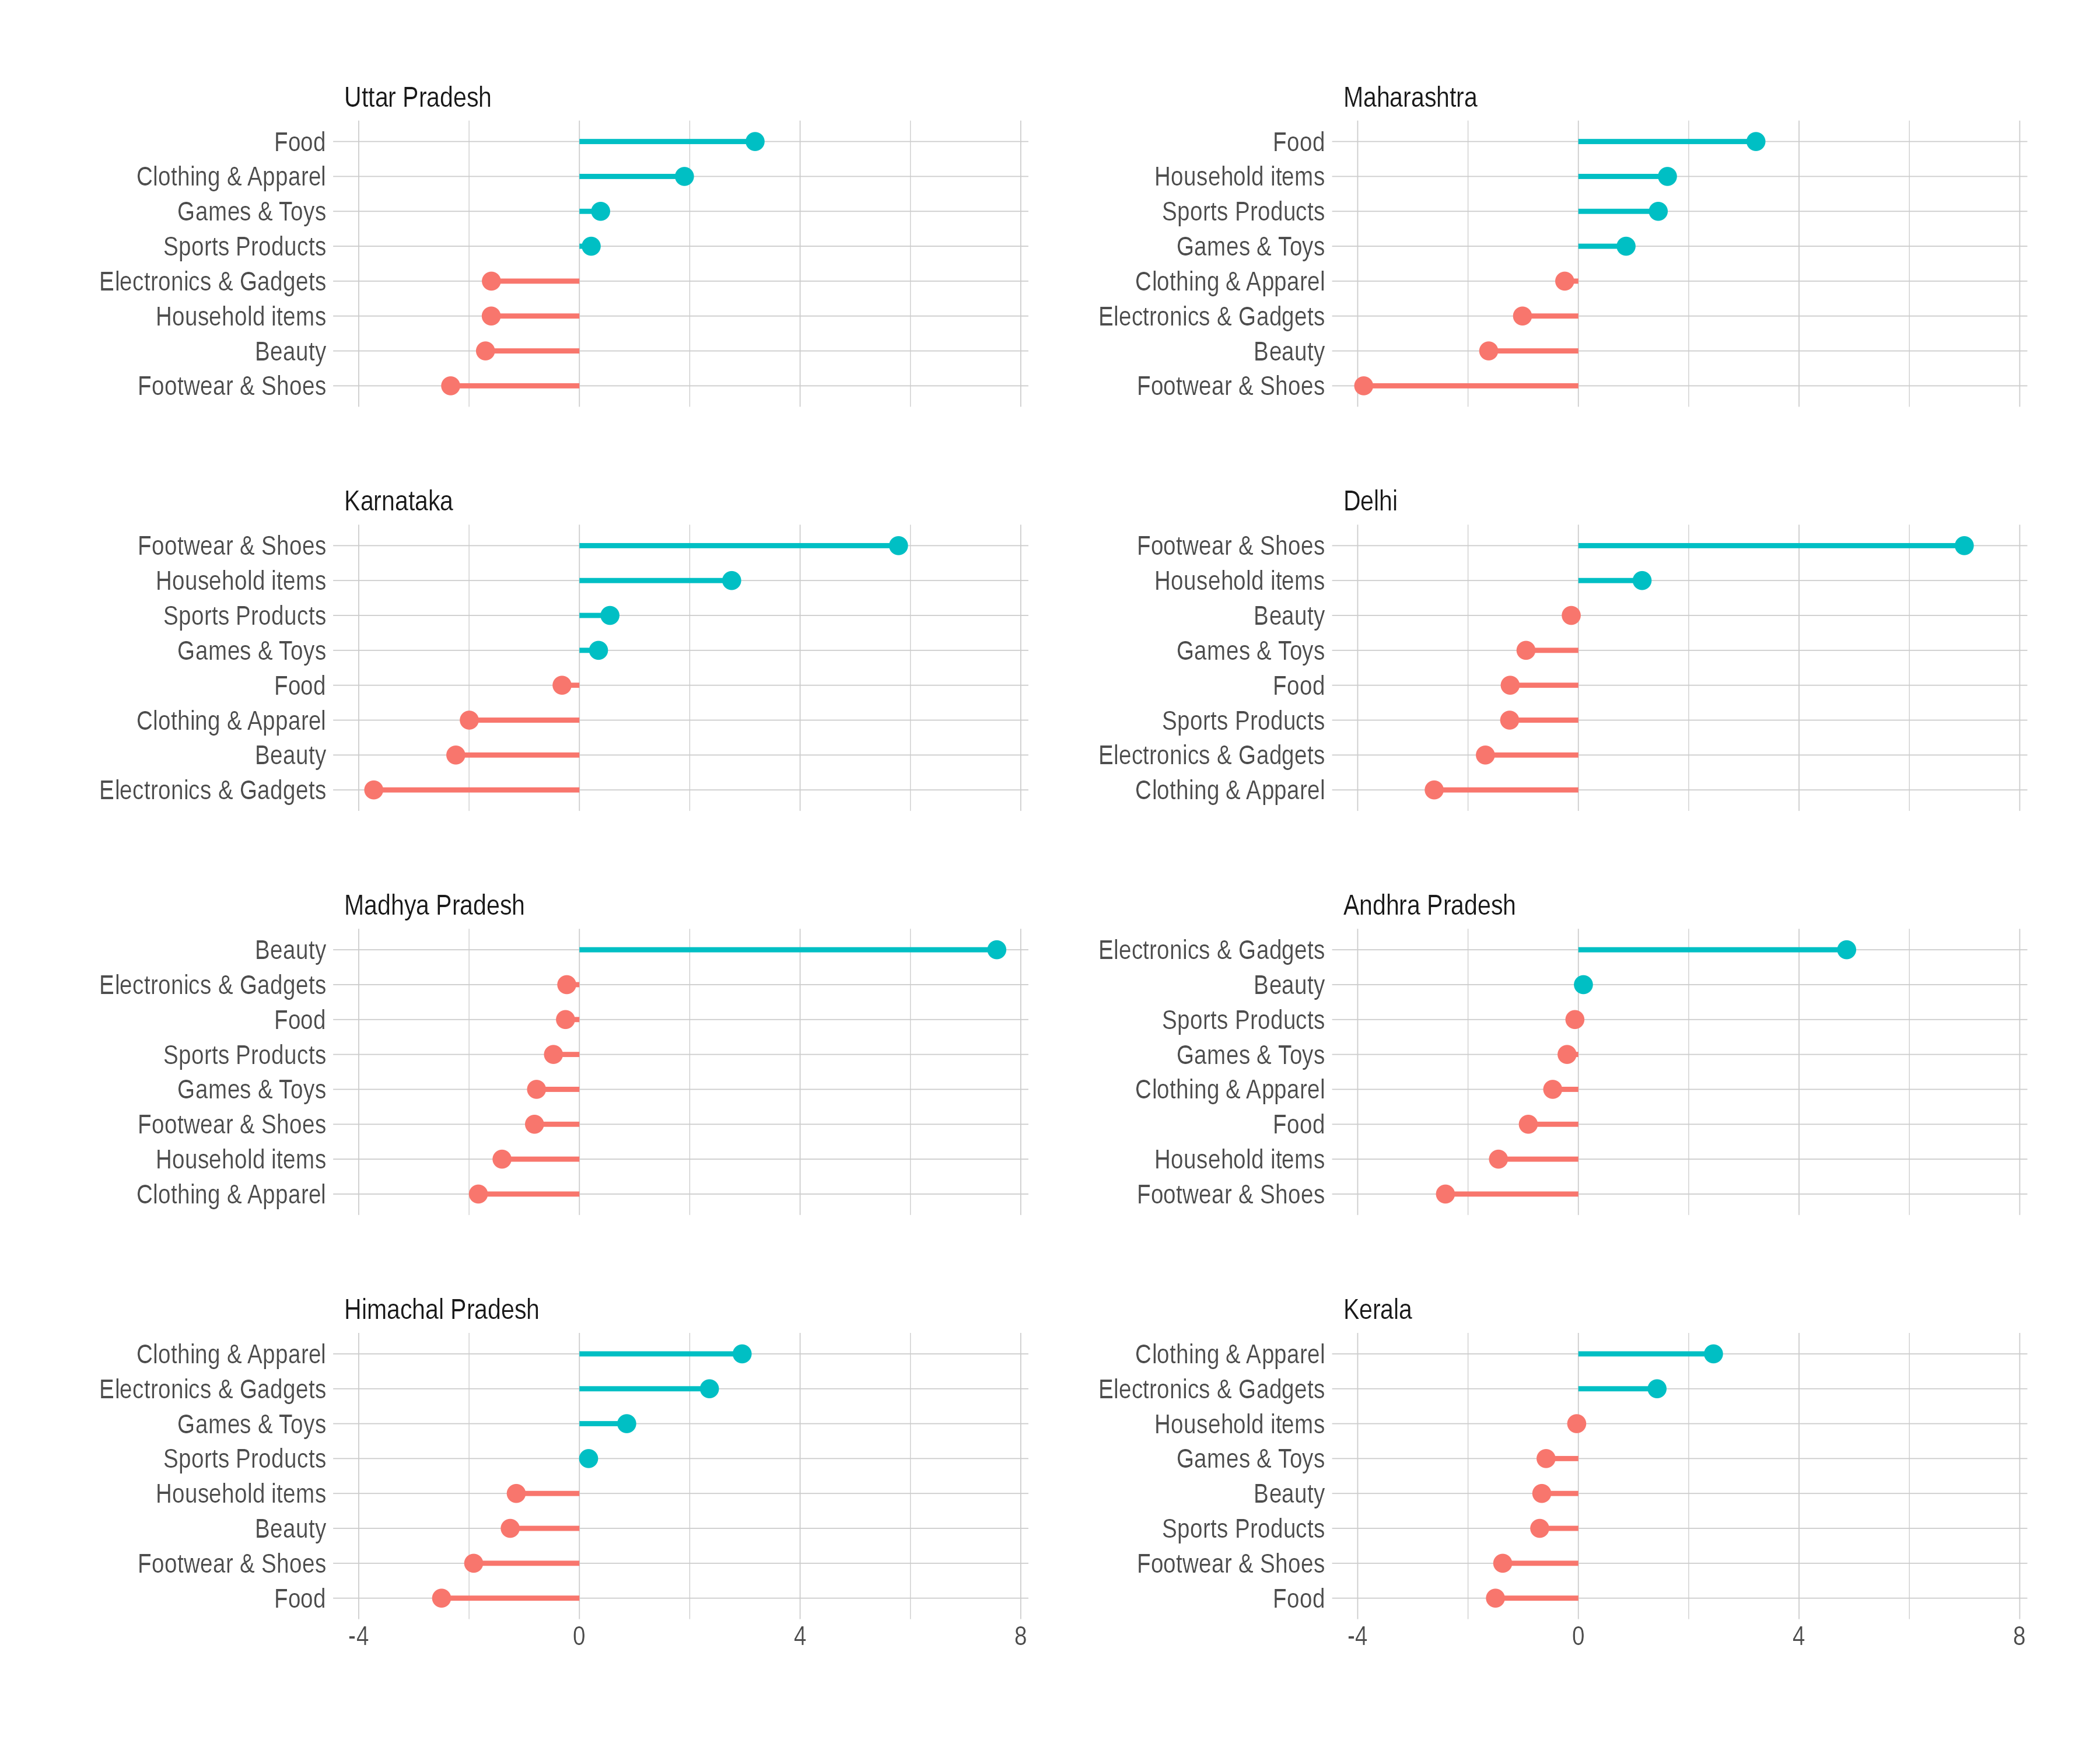 Uttar Pradesh
Food
Clothing & Apparel
Games & Toys
Sports Products
Electronics & Gadgets
Household items
Beauty
Footwear & Shoes
Maharashtra
Food
Household items
Sports Products
Games & Toys
Clothing & Apparel
Electronics & Gadgets
Beauty
Footwear & Shoes
Karnataka
Footwear & Shoes
Household items
Sports Products
Games & Toys
Food
Clothing & Apparel
Beauty
Electronics & Gadgets
Delhi
Footwear & Shoes
Household items
Beauty
Games & Toys
Food
Sports Products
Electronics & Gadgets
Clothing & Apparel
Madhya Pradesh
Beauty
Electronics & Gadgets
Food
Sports Products
Games & Toys
Footwear & Shoes
Household items
Clothing & Apparel
Andhra Pradesh
Electronics & Gadgets
Beauty
Sports Products
Games & Toys
Clothing & Apparel
Food
Household items
Footwear & Shoes
Himachal Pradesh
Clothing & Apparel
Electronics & Gadgets
Games & Toys
Sports Products
Household items
Beauty
Footwear & Shoes
Food
-4 0 4 8
Kerala
Clothing & Apparel
Electronics & Gadgets
Household items
Games & Toys
Beauty
Sports Products
Footwear & Shoes
Food
-4 0 4 8